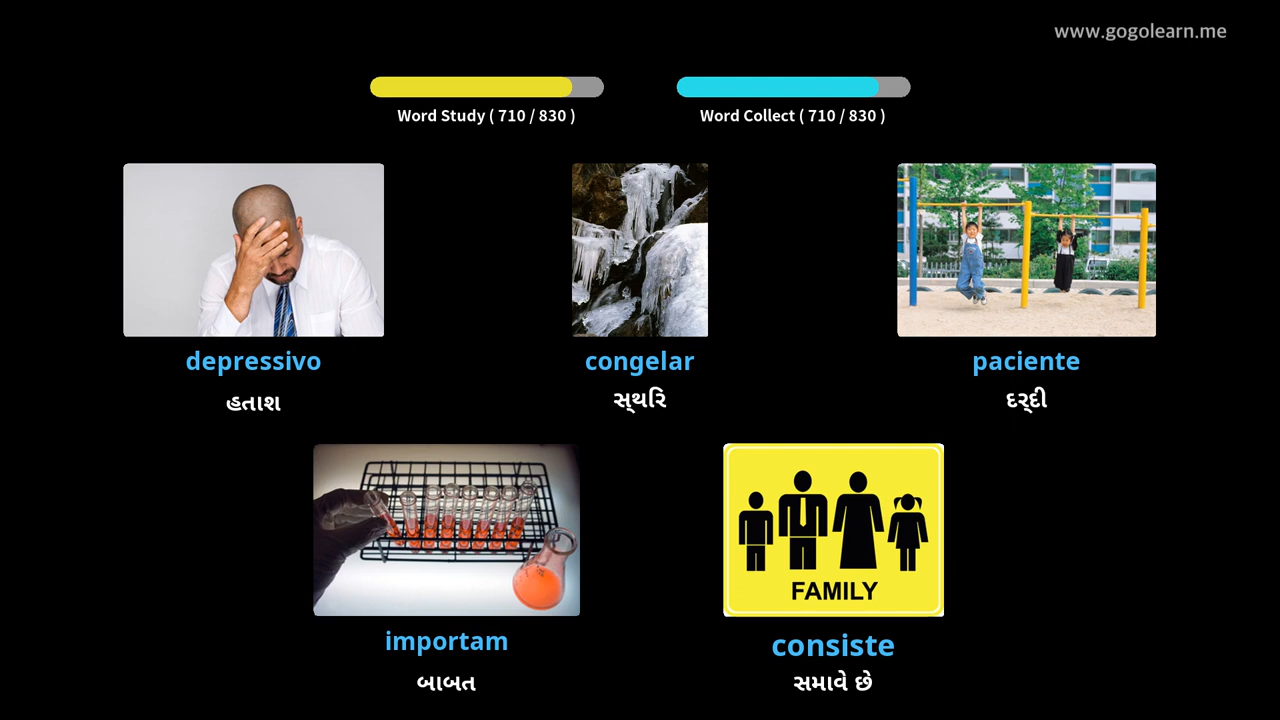 www.gogolearn.me
Word Study ( 710 / 830 )
Word Collect ( 710 / 830 )
depressivo
congelar
paciente
હતાશ
સ્થિર
દર્દી
FAMILY
importam
consiste
બાબત
સમાવે છે